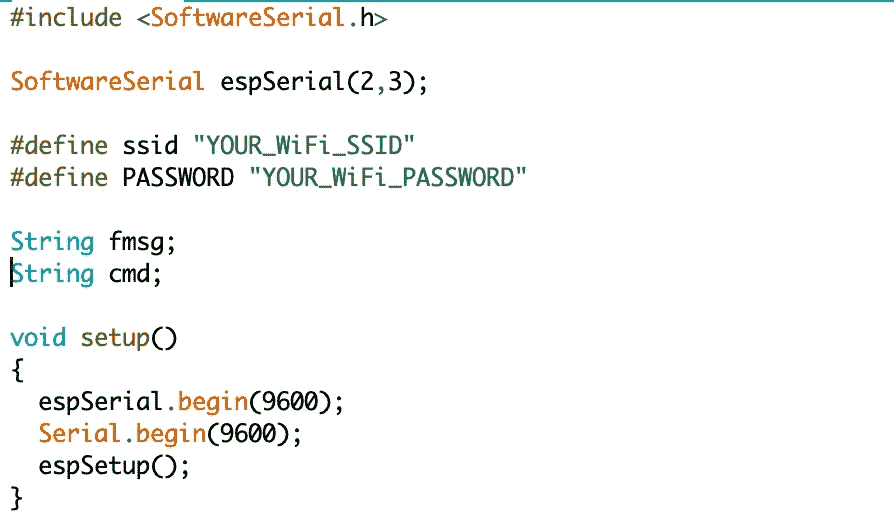 #include <SoftwareSerial.h>
SoftwareSerial espSerial(2,3);
#define ssid "YOUR_WiFi_SSID"
#define PASSWORD "YOUR_WiFi_PASSWORD"
String fmsg;
String cmd;
void setup()
{
  espSerial.begin(9600);
  Serial.begin(9600);
  espSetup();
}